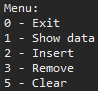 Menu:
0 - Exit
1 - Show data
2 - Insert
3 - Remove
5 - Clear